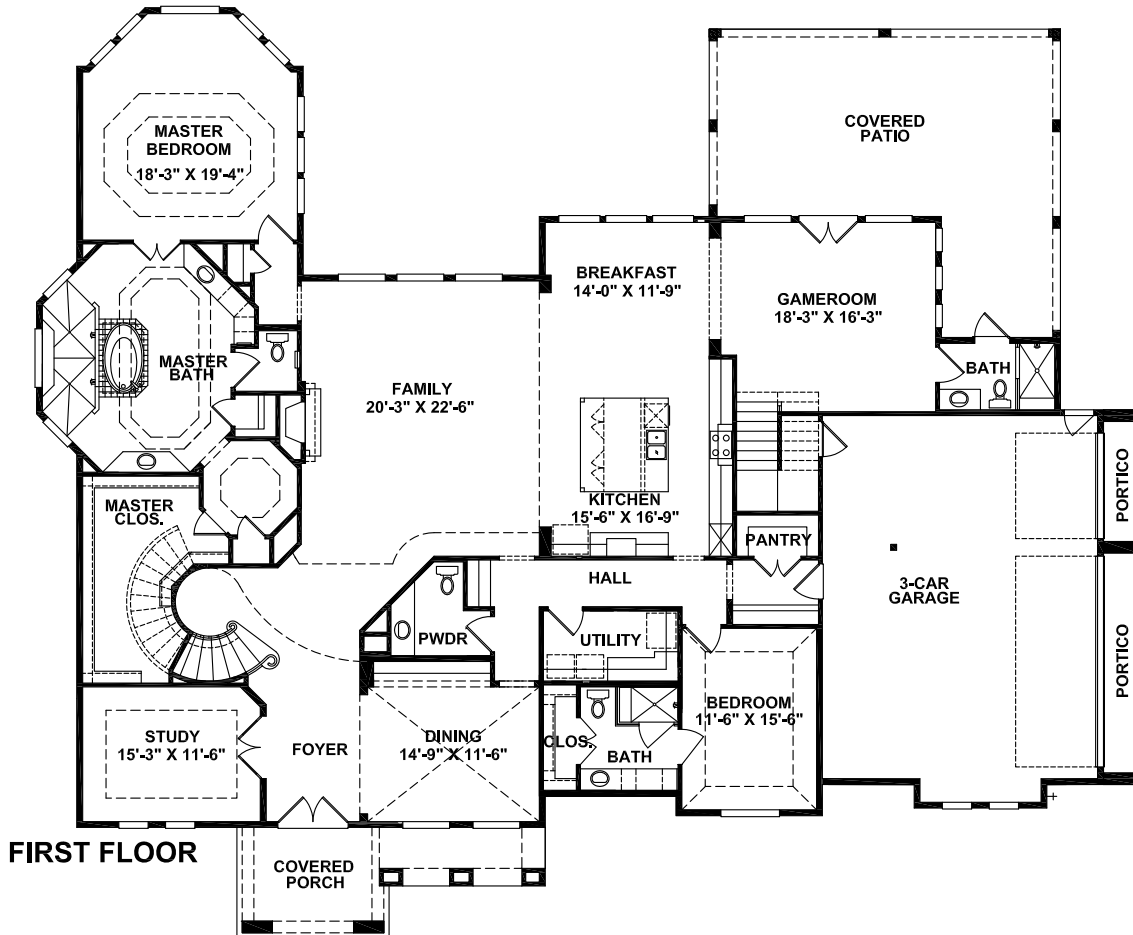 MASTER
BEDROOM
18'-3" X 19'-4"
COVERED
PATIO
BREAKFAST
14'-0" X 11'-9"
GAMEROOM
18'-3" X 16'-3"
MASTER
BATH
BATH
FAMILY
20'-3" X 22'-6"
KITCHEN
15'-6" X 16'-9"
MASTER
CLOS.
PANTRY
PORTICO
HALL
3-CAR
GARAGE
PWDR
UTILITY
PORTICO
STUDY
15'-3" X 11'-6"
FOYER
DINING
14'-9" X 11'-6"
CLOS.
BATH
BEDROOM
11'-6" X 15'-6"
FIRST FLOOR
COVERED
PORCH